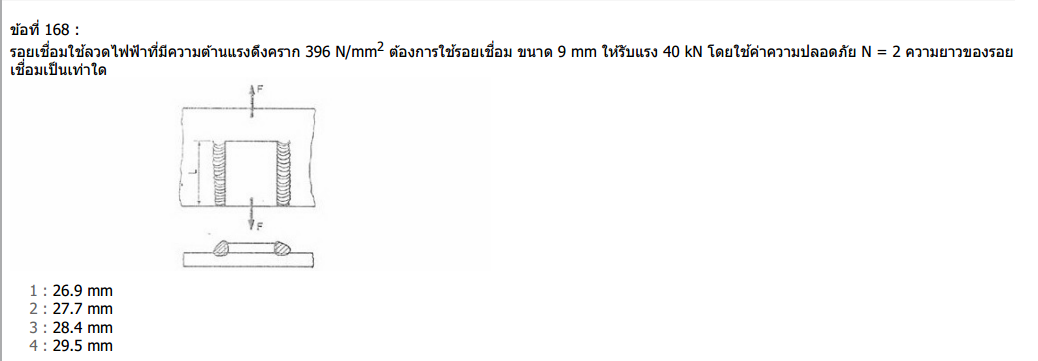 ข้อที่ 168 :
รอยเชื่อมใช้ลวดไฟฟ้าที่มีความต้านแรงดึงคราก 396 N/mm² ต้องการใช้รอยเชื่อม ขนาด 9 mm ให้รับแรง 40 kN โดยใช้ค่าความปลอดภัย N = 2 ความยาวของรอย
เชื่อมเป็นเท่าใด
F
L
F
1 : 26.9 mm
2 : 27.7 mm
3 : 28.4 mm
4 : 29.5 mm